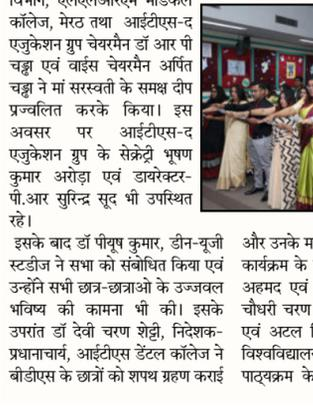 विभाग, एलएलआरएम मेडिकल
कॉलेज, मेरठ तथा आईटीएस-द
एजुकेशन ग्रुप चेयरमैन डॉ आर पी
चड्ढा एवं वाईस चेयरमैन अर्पित
चड्ढा ने मां सरस्वती के समक्ष दीप
प्रज्वलित करके किया। इस
अवसर पर आईटीएस-द
एजुकेशन ग्रुप के सेक्रेट्री भूषण
कुमार अरोड़ा एवं डायरेक्टर-
पी.आर सुरिन्द्र सूद भी उपस्थित
रहे।
इसके बाद डॉ पीयूष कुमार, डीन-यूजी
स्टडीज ने सभा को संबोधित किया एवं
उन्होंने सभी छात्र-छात्राओ के उज्जवल
भविष्य की कामना भी की। इसके
उपरांत डॉ देवी चरण शेट्टी, निदेशक-
प्रधानाचार्य, आईटीएस डेंटल कॉलेज ने
बीडीएस के छात्रों को शपथ ग्रहण कराई
और उनके म
कार्यक्रम के
अहमद एवं
चौधरी चरण
एवं अटल
विश्वविद्यालय
पाठ्यक्रम के